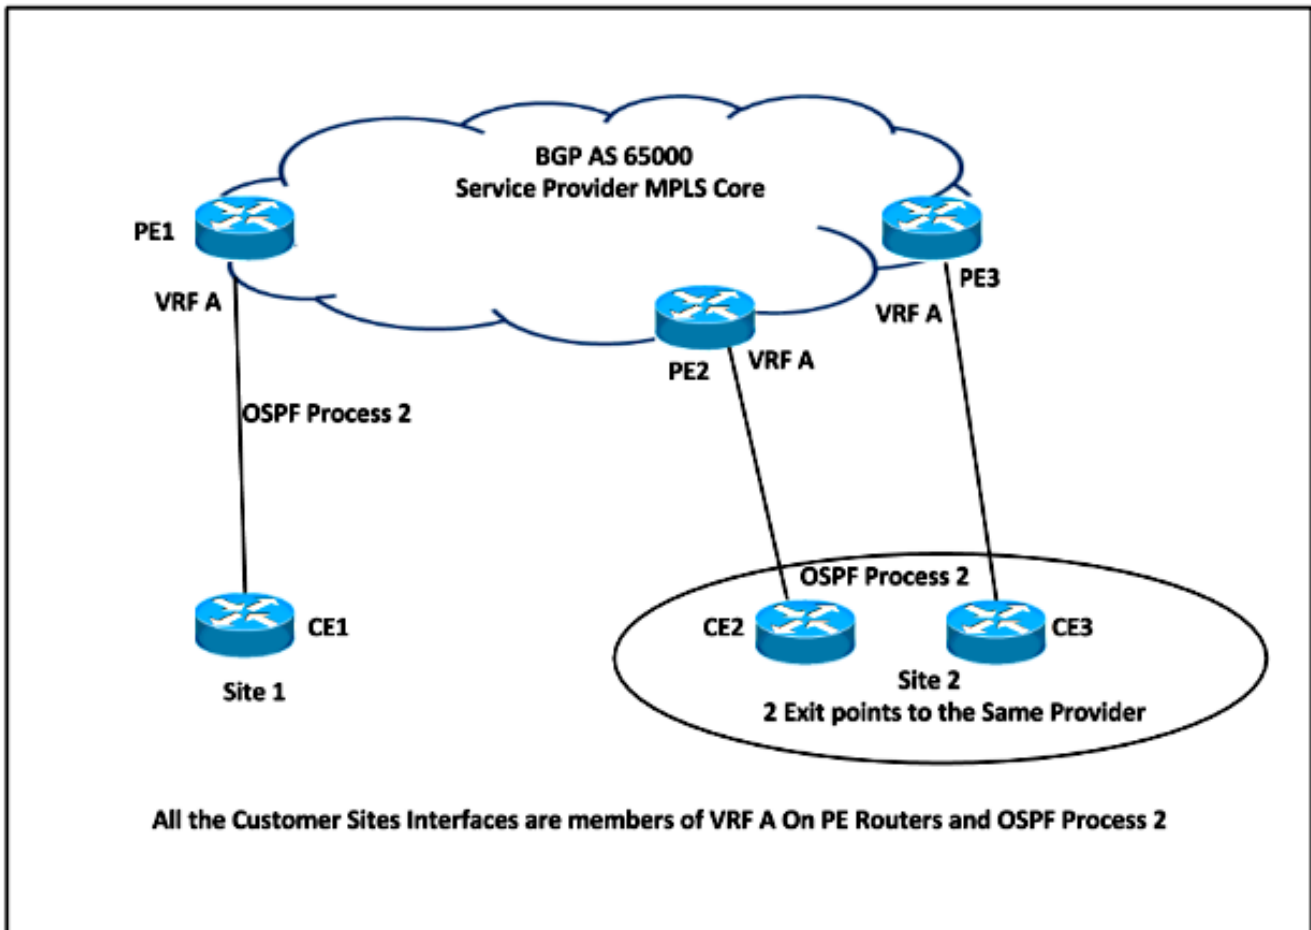 BGP AS 65000
Service Provider MPLS Core
PE1
VRF A
PE3
VRF A
PE2
VRF A
OSPF Process 2
OSPF Process 2
CE1
CE2
CE3
Site 1
Site 2
2 Exit points to the Same Provider
All the Customer Sites Interfaces are members of VRF A On PE Routers and OSPF Process 2